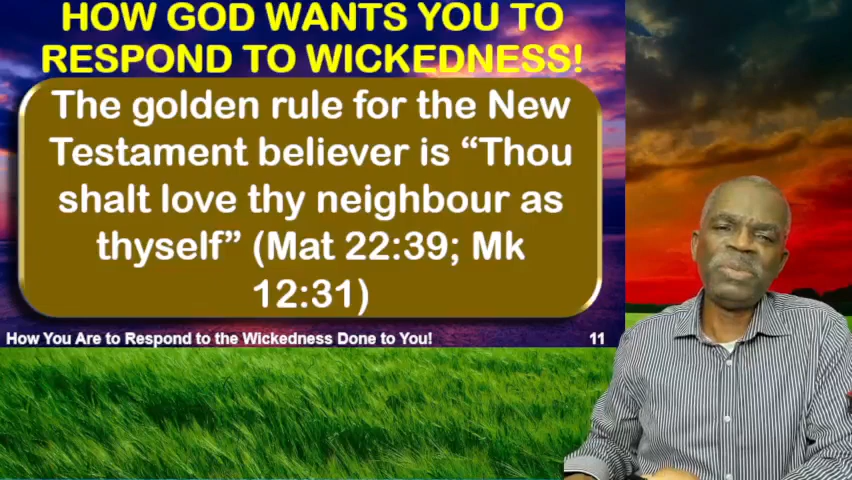 HOW GOD WANTS YOU TO
RESPOND TO WICKEDNESS!
The golden rule for the New
Testament believer is “Thou
shalt love thy neighbour as
thyself” (Mat 22:39; Mk
12:31)
How You Are to Respond to the Wickedness Done to You!
11